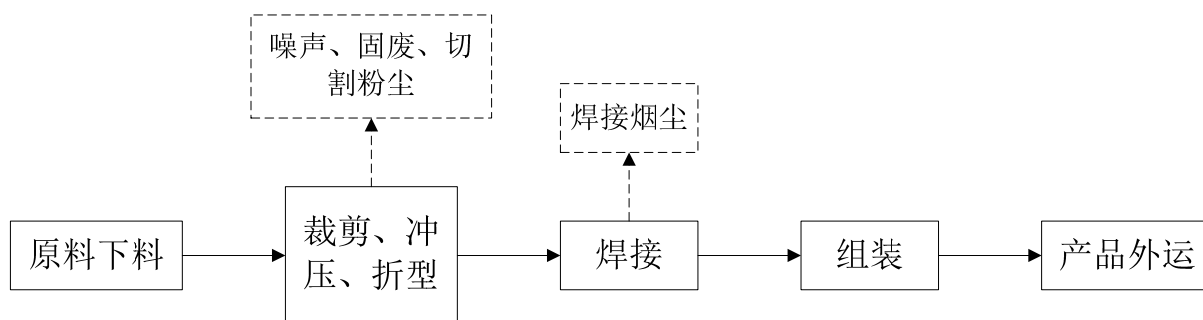 噪声、固废、切
割粉尘
焊接烟尘
原料下料
裁剪、冲
压、折型
焊接
组装
产品外运